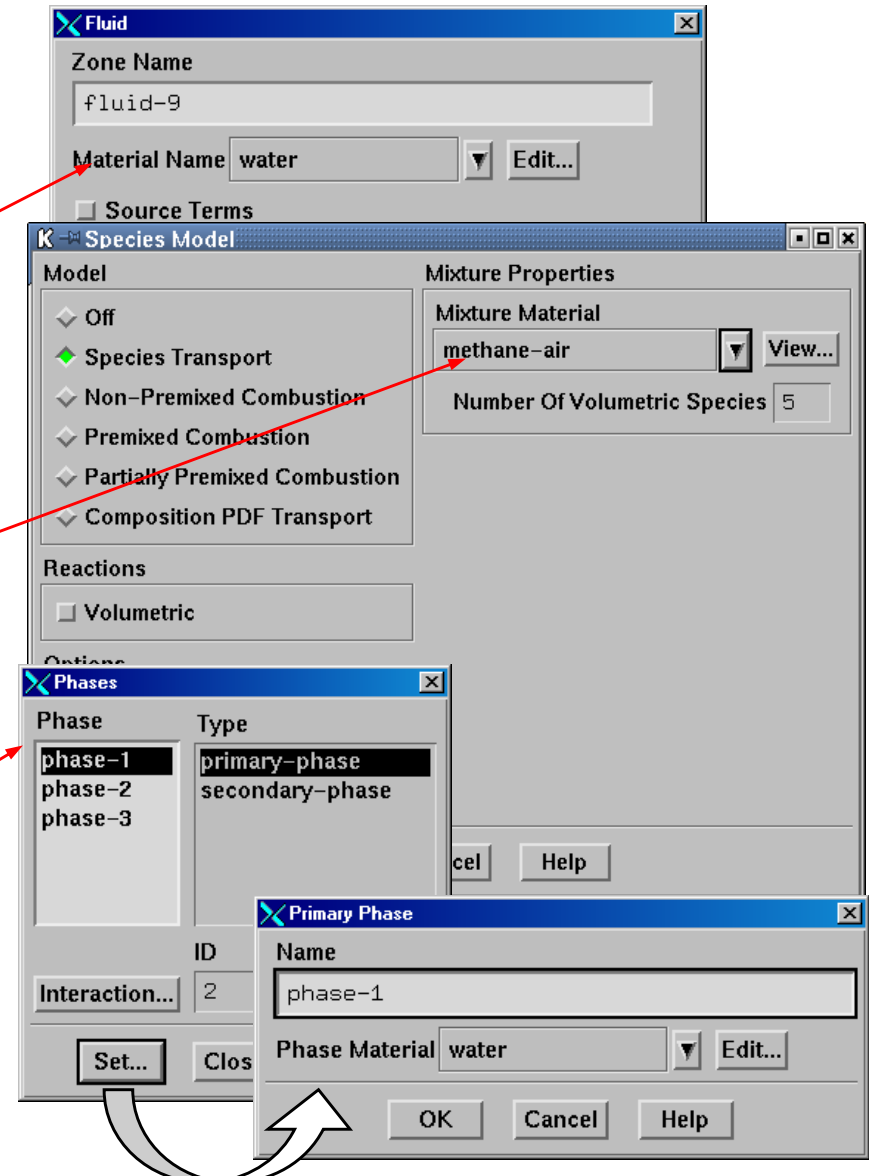 Fluid
Zone Name
fluid-9
Material Name water Edit...
Source Terms
Species Model
Model
Off
Species Transport
Non-Premixed Combustion
Premixed Combustion
Partially Premixed Combustion
Composition PDF Transport
Mixture Properties
Mixture Material
methane-air View...
Number Of Volumetric Species 5
Reactions
Volumetric
Options
cel Help
Phases
Phase
phase-1
phase-2
phase-3
Type
primary-phase
secondary-phase
ID
Interaction... 2
Set... Clos
Primary Phase
Name
phase-1
Phase Material water Edit...
OK Cancel Help